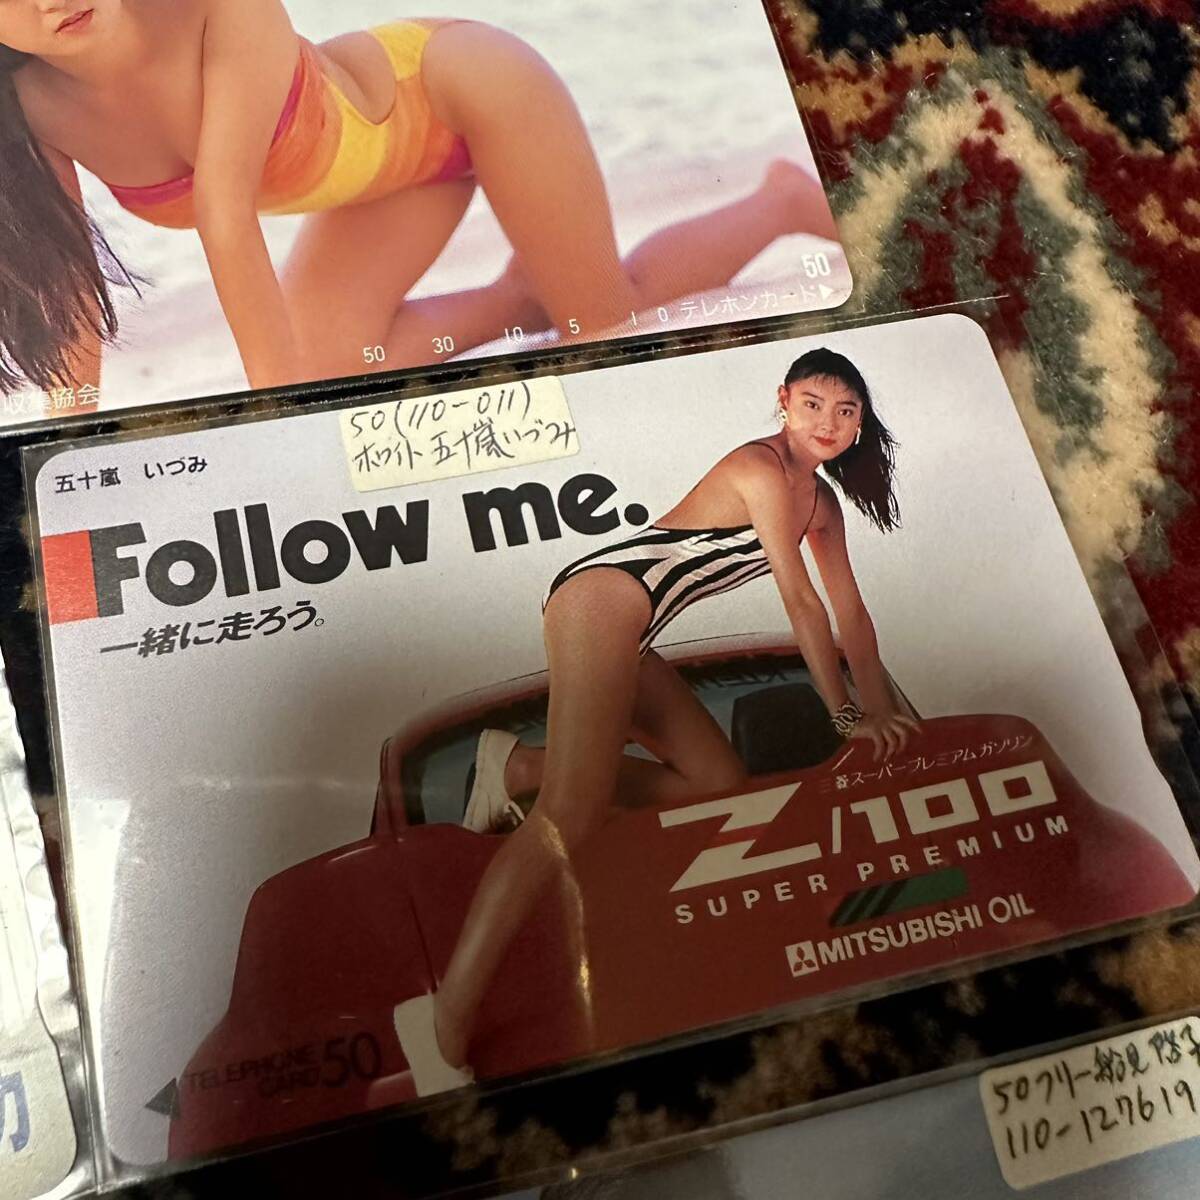 50
テレホンカード
50 30 10 5 1 0
収集協会
50(110-011)
ホワイト 五十嵐いづみ
五十嵐 いづみ
Follow me.
一緒に走ろう。
三菱スーパープレミアムガソリン
Z/100
SUPER PREMIUM
MITSUBISHI OIL
TELEPHONE
CARD 50
50フリー
110-127619